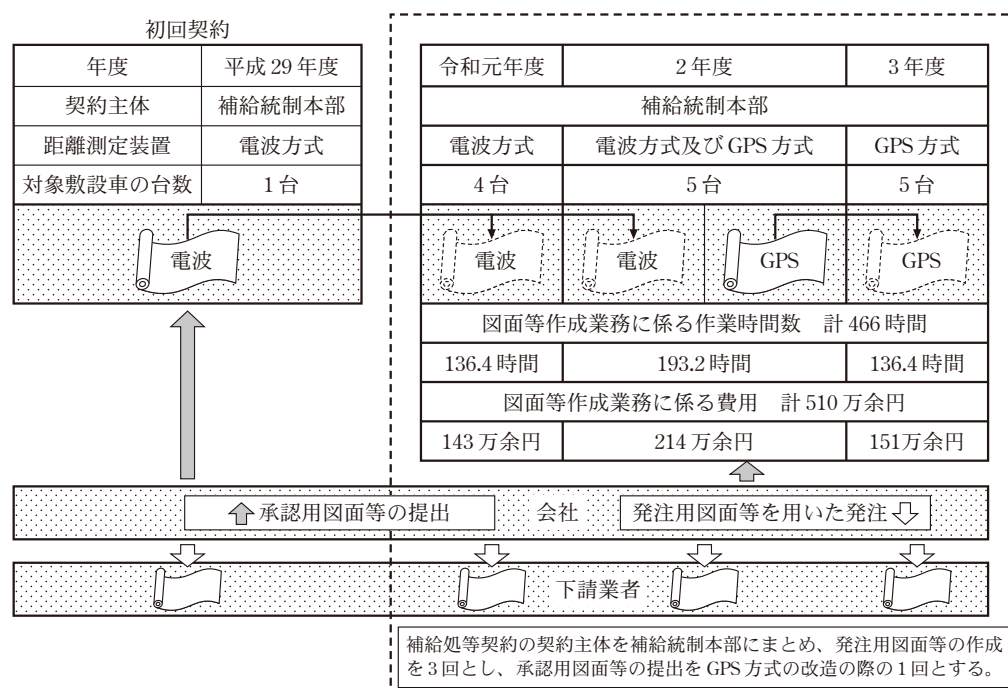 初回契約
年度 平成29年度
契約主体 補給統制本部
距離測定装置 電波方式
対象敷設車の台数 1台
電波
令和元年度 2年度 3年度
補給統制本部
電波方式 電波方式及びGPS方式 GPS方式
4台 5台 5台
電波 電波 GPS GPS
図面等作成業務に係る作業時間数 計466時間
136.4時間 193.2時間 136.4時間
図面等作成業務に係る費用 計510万余円
143万余円 214万余円 151万余円
承認用図面等の提出 会社 発注用図面等を用いた発注
下請業者
補給処等契約の契約主体を補給統制本部にまとめ、発注用図面等の作成
を3回とし、承認用図面等の提出をGPS方式の改造の際の1回とする。